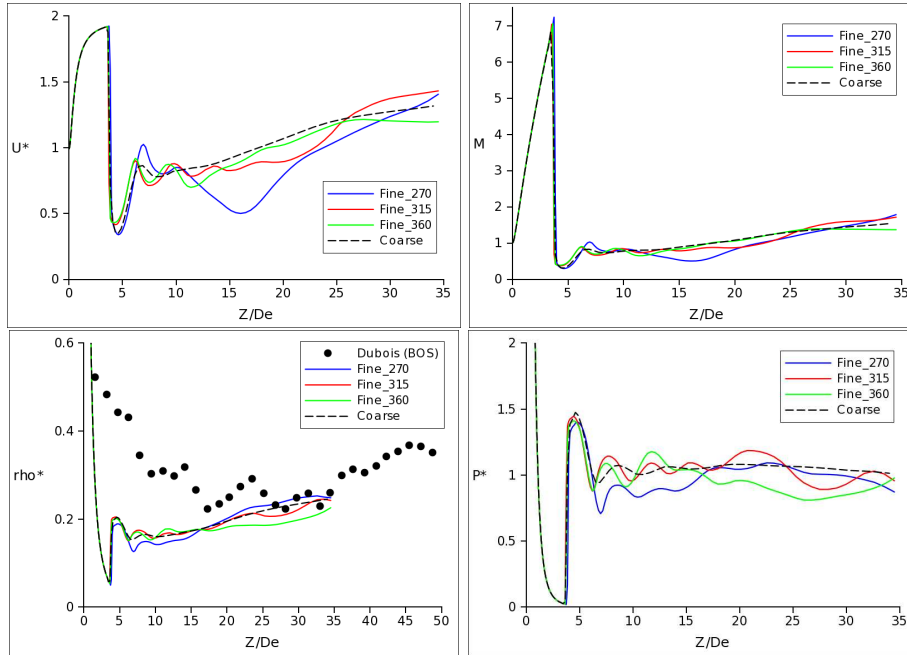 2
1.5
1
0.5
0
U*
Fine_270
Fine_315
Fine_360
Coarse
0 5 10 15 20 25 30 35
Z/De
7
6
5
4
3
2
1
0
M
Fine_270
Fine_315
Fine_360
Coarse
0 5 10 15 20 25 30 35
Z/De
0.6
0.4
0.2
0
rho*
Dubois (BOS)
Fine_270
Fine_315
Fine_360
Coarse
0 5 10 15 20 25 30 35 40 45 50
Z/De
2
1.5
1
0.5
0
P*
Fine_270
Fine_315
Fine_360
Coarse
0 5 10 15 20 25 30 35
Z/De